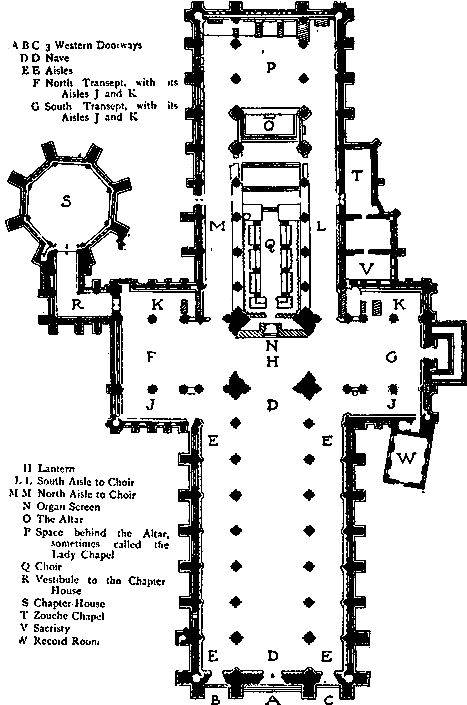 A B C 3 Western Doorways
D D Nave
E E Aisles
F North Transept, with its
Aisles J and K
G South Transept, with its
Aisles J and K
P
O
T
S
M
L
Q
V
R
K
K
N
F
H
G
J
D
J
E
E
W
H Lantern
L L South Aisle to Choir
M M North Aisle to Choir
N Organ Screen
O The Altar
P Space behind the Altar,
sometimes called the
Lady Chapel
Q Choir
R Vestibule to the Chapter
House
S Chapter-House
T Zouche Chapel
V Sacristy
W Record Room
E
D
E
B
A
C